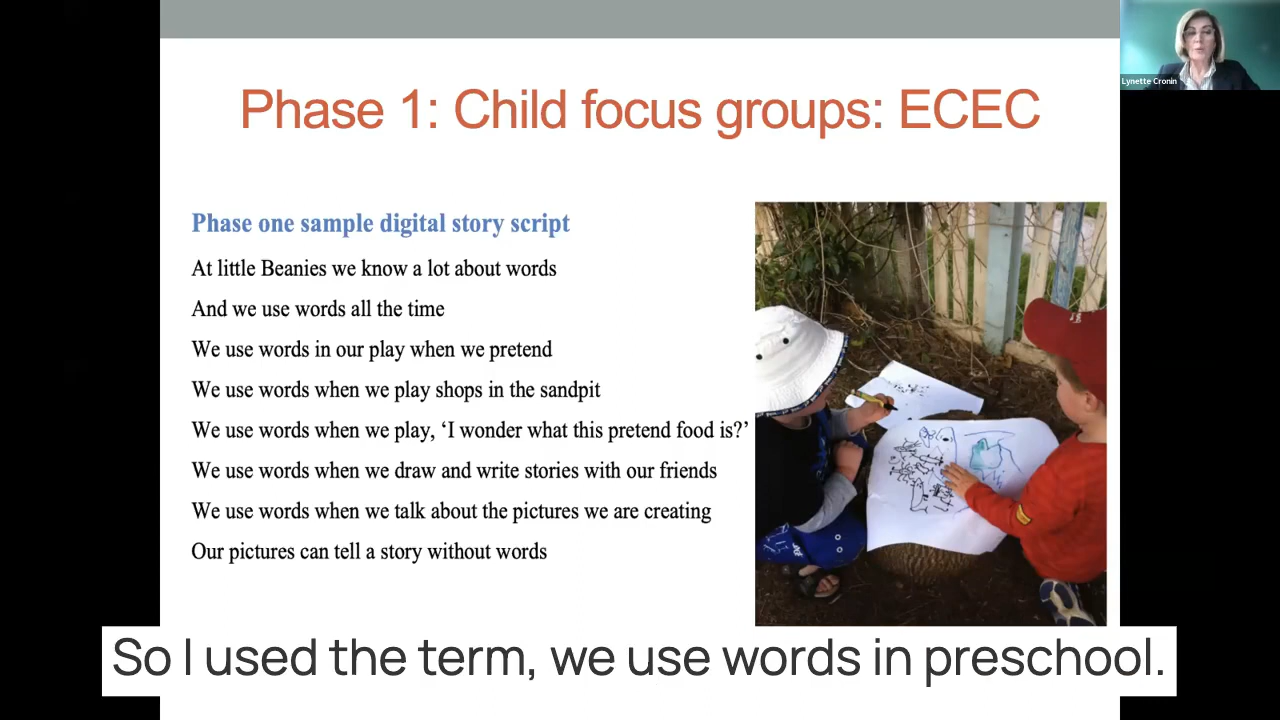 Lynette Cronin
Phase 1: Child focus groups: ECEC
Phase one sample digital story script
At little Beanies we know a lot about words
And we use words all the time
We use words in our play when we pretend
We use words when we play shops in the sandpit
We use words when we play, ‘I wonder what this pretend food is?’
We use words when we draw and write stories with our friends
We use words when we talk about the pictures we are creating
Our pictures can tell a story without words
So I used the term, we use words in preschool.